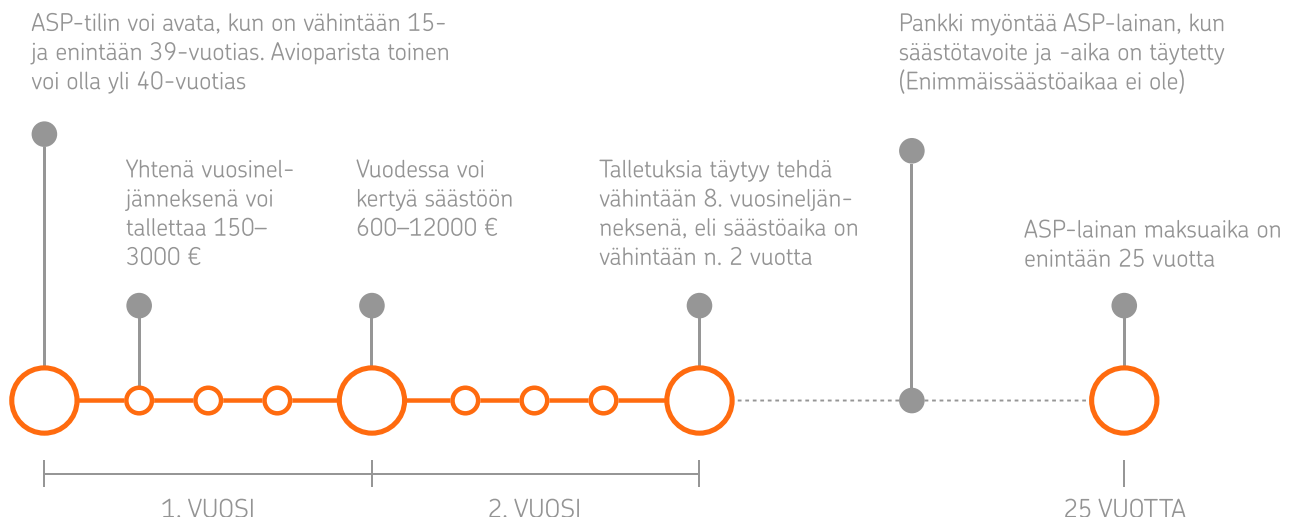 ASP-tilin voi avata, kun on vähintään 15-
ja enintään 39-vuotias. Avioparista toinen
voi olla yli 40-vuotias
Pankki myöntää ASP-lainan, kun
säästötavoite ja -aika on täytetty
(Enimmäissäästöaikaa ei ole)
Yhtenä vuosinel-
jänneksenä voi
tallettaa 150–
3000 €
Vuodessa voi
kertyä säästöön
600–12000 €
Talletuksia täytyy tehdä
vähintään 8. vuosineljän-
neksenä, eli säästöaika on
vähintään n. 2 vuotta
ASP-lainan maksuaika on
enintään 25 vuotta
1. VUOSI
2. VUOSI
25 VUOTTA